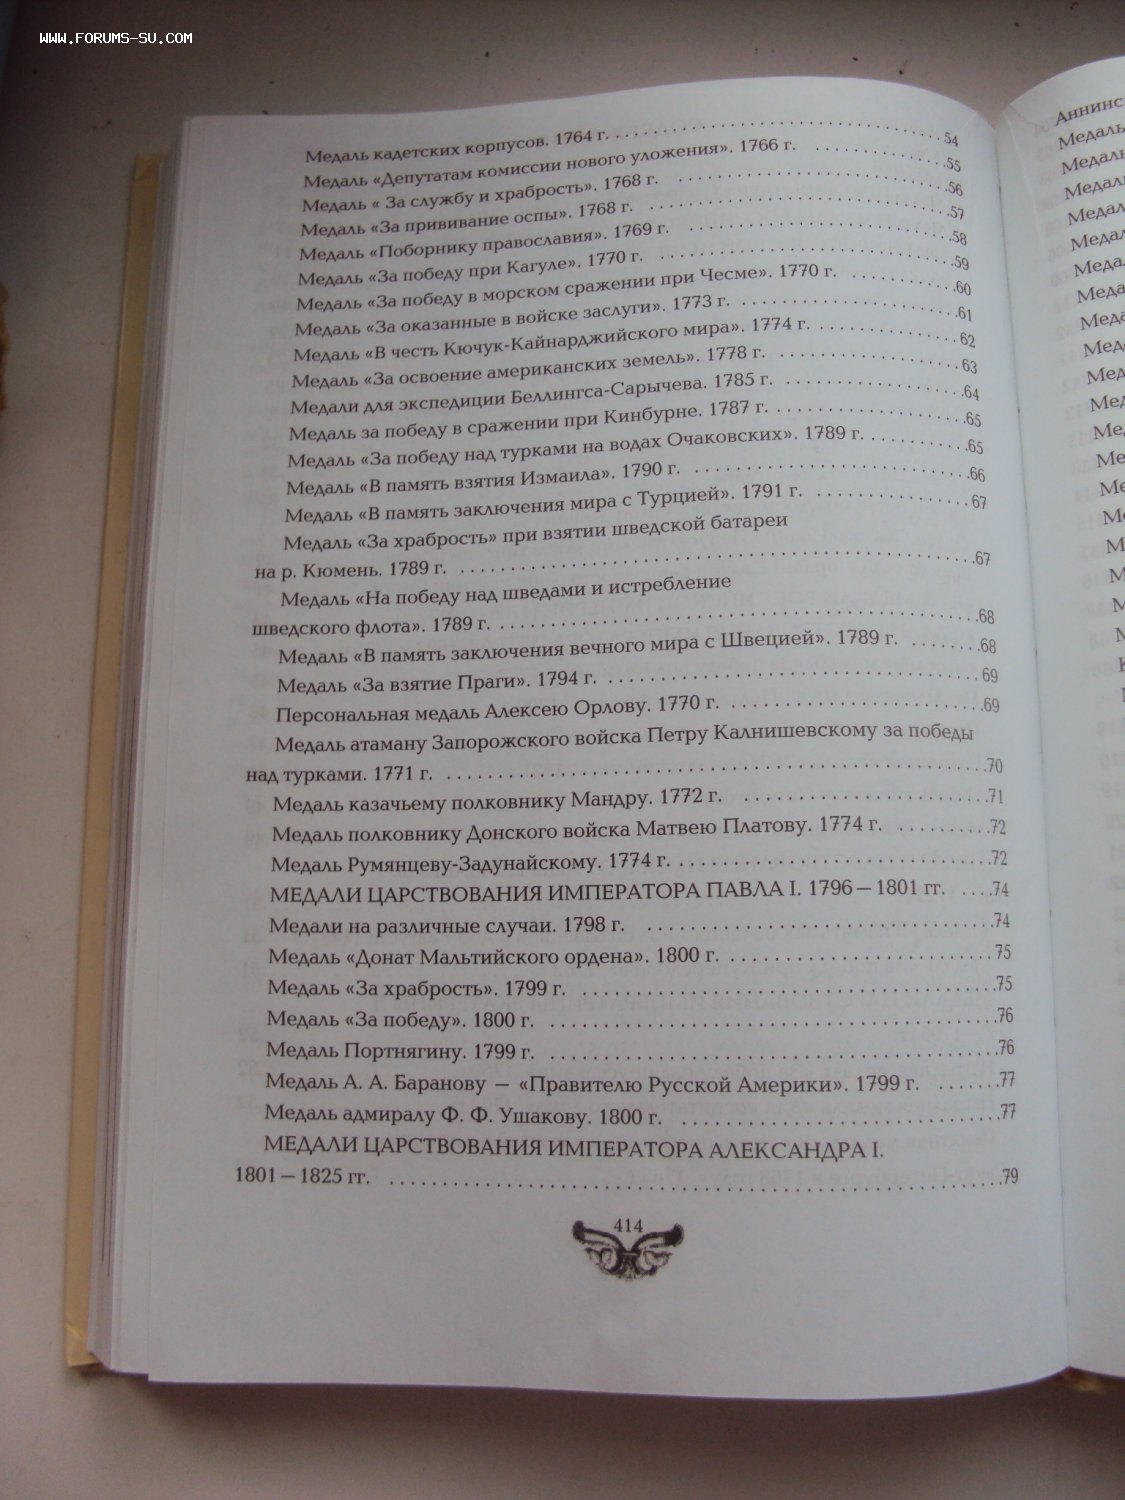 WWW.FORUMS-SU.COM
Медаль кадетских корпусов. 1764 г. . . . . . . . . . . . . . . . . . . . 54
Медаль «Депутатам комиссии нового уложения». 1766 г. . . . . . . . . . . 55
Медаль « За службу и храбрость». 1768 г. . . . . . . . . . . . . . . . . 56
Медаль «За прививание оспы». 1768 г. . . . . . . . . . . . . . . . . . . 57
Медаль «Поборнику православия». 1769 г. . . . . . . . . . . . . . . . . 58
Медаль «За победу при Кагуле». 1770 г. . . . . . . . . . . . . . . . . . 59
Медаль «За победу в морском сражении при Чесме». 1770 г. . . . . . . . . 60
Медаль «За оказанные в войске заслуги». 1773 г. . . . . . . . . . . . . 61
Медаль «В честь Кючук-Кайнарджийского мира». 1774 г. . . . . . . . . . . 62
Медаль «За освоение американских земель». 1778 г. . . . . . . . . . . . 63
Медали для экспедиции Беллингса-Сарычева. 1785 г. . . . . . . . . . . . 64
Медаль за победу в сражении при Кинбурне. 1787 г. . . . . . . . . . . . 65
Медаль «За победу над турками на водах Очаковских». 1789 г. . . . . . . 65
Медаль «В память взятия Измаила». 1790 г. . . . . . . . . . . . . . . . 66
Медаль «В память заключения мира с Турцией». 1791 г. . . . . . . . . . . 67
Медаль «За храбрость» при взятии шведской батареи
на р. Кюмень. 1789 г. . . . . . . . . . . . . . . . . . . . . . . . . . 67
Медаль «На победу над шведами и истребление
шведского флота». 1789 г. . . . . . . . . . . . . . . . . . . . . . . . 68
Медаль «В память заключения вечного мира с Швецией». 1789 г. . . . . . . 68
Медаль «За взятие Праги». 1794 г. . . . . . . . . . . . . . . . . . . . 69
Персональная медаль Алексею Орлову. 1770 г. . . . . . . . . . . . . . . 69
Медаль атаману Запорожского войска Петру Калнишевскому за победы
над турками. 1771 г. . . . . . . . . . . . . . . . . . . . . . . . . . 70
Медаль казачьему полковнику Мандру. 1772 г. . . . . . . . . . . . . . . 71
Медаль полковнику Донского войска Матвею Платову. 1774 г. . . . . . . . 72
Медаль Румянцеву-Задунайскому. 1774 г. . . . . . . . . . . . . . . . . . 72
МЕДАЛИ ЦАРСТВОВАНИЯ ИМПЕРАТОРА ПАВЛА I. 1796 — 1801 гг. . . . . 74
Медали на различные случаи. 1798 г. . . . . . . . . . . . . . . . . . . 74
Медаль «Донат Мальтийского ордена». 1800 г. . . . . . . . . . . . . . . 75
Медаль «За храбрость». 1799 г. . . . . . . . . . . . . . . . . . . . . . 75
Медаль «За победу». 1800 г. . . . . . . . . . . . . . . . . . . . . . . 76
Медаль Портнягину. 1799 г. . . . . . . . . . . . . . . . . . . . . . . . 76
Медаль А. А. Баранову — «Правителю Русской Америки». 1799 г. . . . . . . 77
Медаль адмиралу Ф. Ф. Ушакову. 1800 г. . . . . . . . . . . . . . . . . . 77
МЕДАЛИ ЦАРСТВОВАНИЯ ИМПЕРАТОРА АЛЕКСАНДРА I.
1801 — 1825 гг. . . . . . . . . . . . . . . . . . . . . . . . . . . . . 79
414